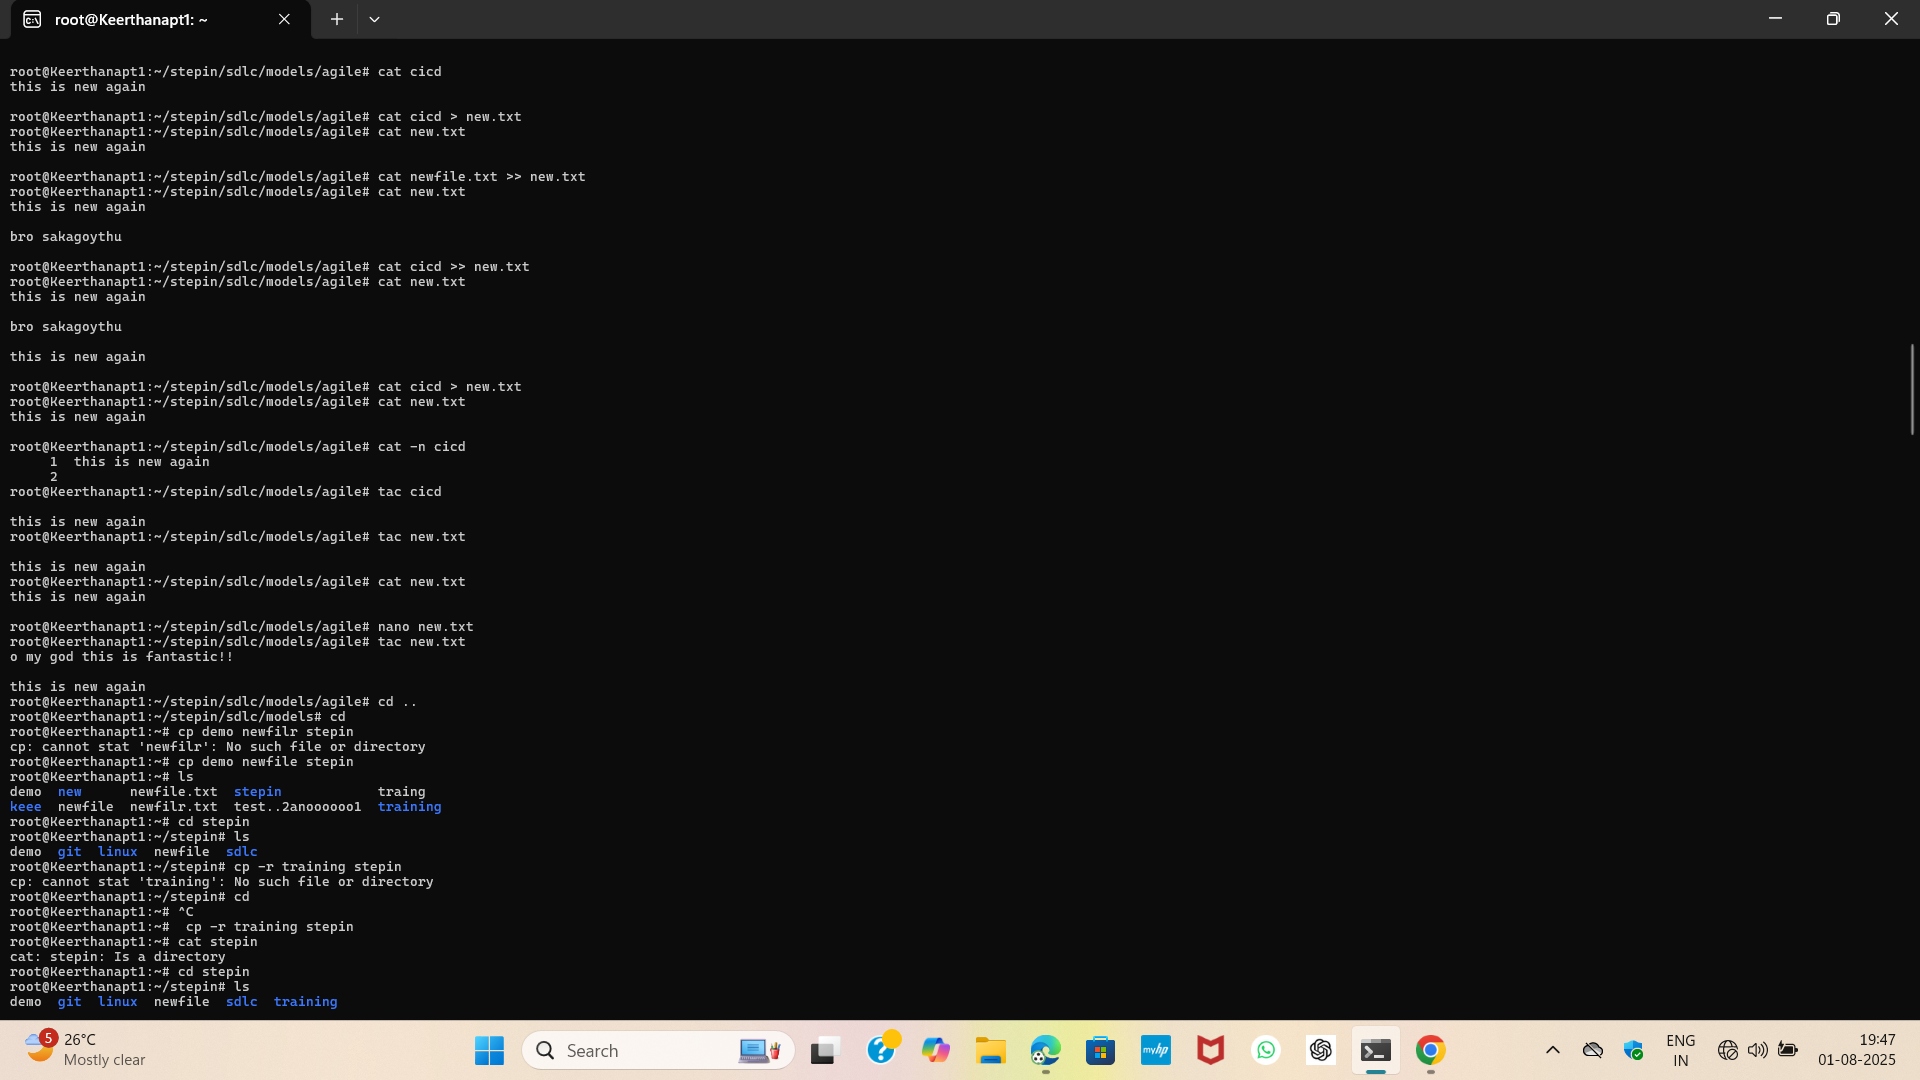 root@Keerthanapt1: ~
root@Keerthanapt1:~/stepin/sdlc/models/agile# cat cicd
this is new again
root@Keerthanapt1:~/stepin/sdlc/models/agile# cat cicd > new.txt
root@Keerthanapt1:~/stepin/sdlc/models/agile# cat new.txt
this is new again
root@Keerthanapt1:~/stepin/sdlc/models/agile# cat newfile.txt >> new.txt
root@Keerthanapt1:~/stepin/sdlc/models/agile# cat new.txt
this is new again
bro sakagoythu
root@Keerthanapt1:~/stepin/sdlc/models/agile# cat cicd >> new.txt
root@Keerthanapt1:~/stepin/sdlc/models/agile# cat new.txt
this is new again
bro sakagoythu
this is new again
root@Keerthanapt1:~/stepin/sdlc/models/agile# cat cicd > new.txt
root@Keerthanapt1:~/stepin/sdlc/models/agile# cat new.txt
this is new again
root@Keerthanapt1:~/stepin/sdlc/models/agile# cat -n cicd
1 this is new again
2
root@Keerthanapt1:~/stepin/sdlc/models/agile# tac cicd
this is new again
root@Keerthanapt1:~/stepin/sdlc/models/agile# tac new.txt
this is new again
root@Keerthanapt1:~/stepin/sdlc/models/agile# cat new.txt
this is new again
root@Keerthanapt1:~/stepin/sdlc/models/agile# nano new.txt
root@Keerthanapt1:~/stepin/sdlc/models/agile# tac new.txt
o my god this is fantastic!!
this is new again
root@Keerthanapt1:~/stepin/sdlc/models/agile# cd ..
root@Keerthanapt1:~/stepin/sdlc/models# cd
root@Keerthanapt1:~# cp demo newfilr stepin
cp: cannot stat 'newfilr': No such file or directory
root@Keerthanapt1:~# cp demo newfile stepin
root@Keerthanapt1:~# ls
demo new newfile.txt stepin traing
keee newfile newfilr.txt test..2anoooooo1 training
root@Keerthanapt1:~# cd stepin
root@Keerthanapt1:~/stepin# ls
demo git linux newfile sdlc
root@Keerthanapt1:~/stepin# cp -r training stepin
cp: cannot stat 'training': No such file or directory
root@Keerthanapt1:~/stepin# cd
root@Keerthanapt1:~# ^C
root@Keerthanapt1:~#  cp -r training stepin
root@Keerthanapt1:~# cat stepin
cat: stepin: Is a directory
root@Keerthanapt1:~# cd stepin
root@Keerthanapt1:~/stepin# ls
demo git linux newfile sdlc training
5
26°C
Mostly clear
Search
myhp
ENG
IN
19:47
01-08-2025